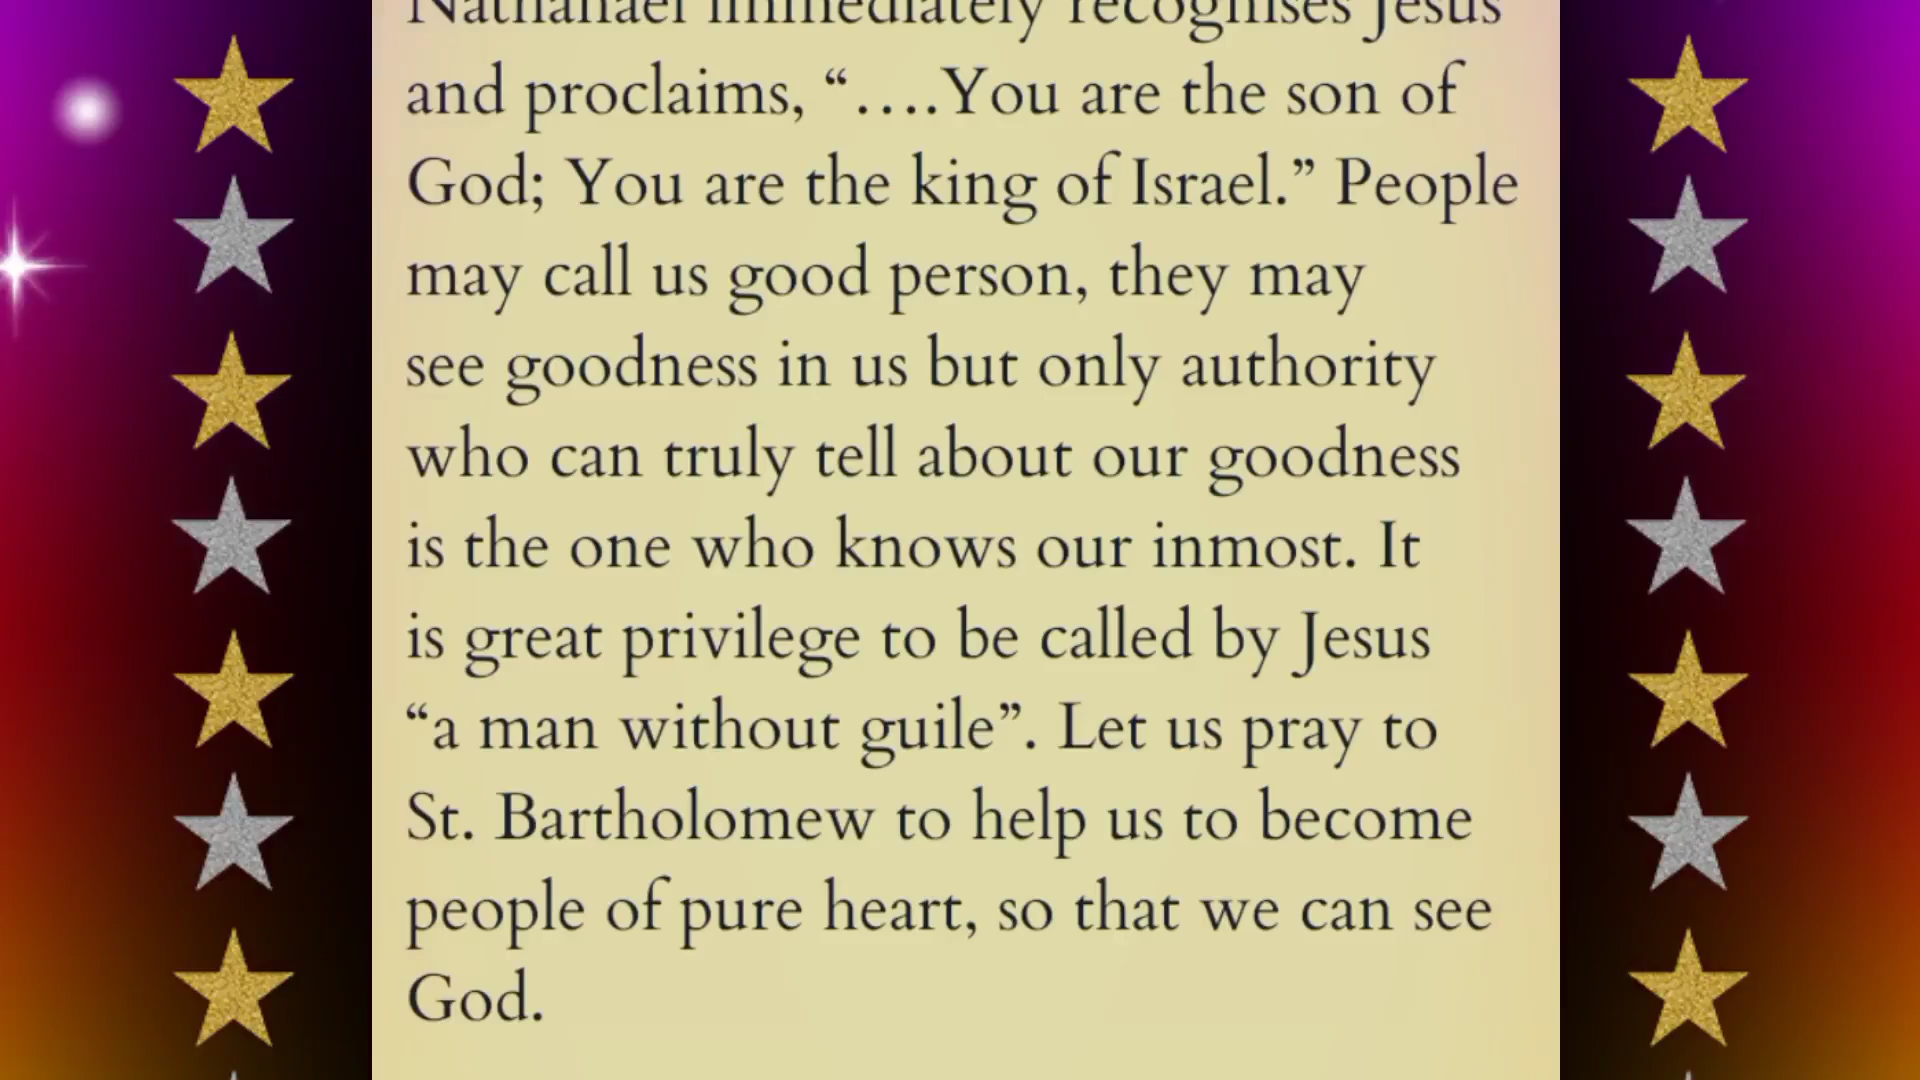 Nathanael immediately recognises Jesus
and proclaims, “....You are the son of
God; You are the king of Israel.” People
may call us good person, they may
see goodness in us but only authority
who can truly tell about our goodness
is the one who knows our inmost. It
is great privilege to be called by Jesus
“a man without guile”. Let us pray to
St. Bartholomew to help us to become
people of pure heart, so that we can see
God.